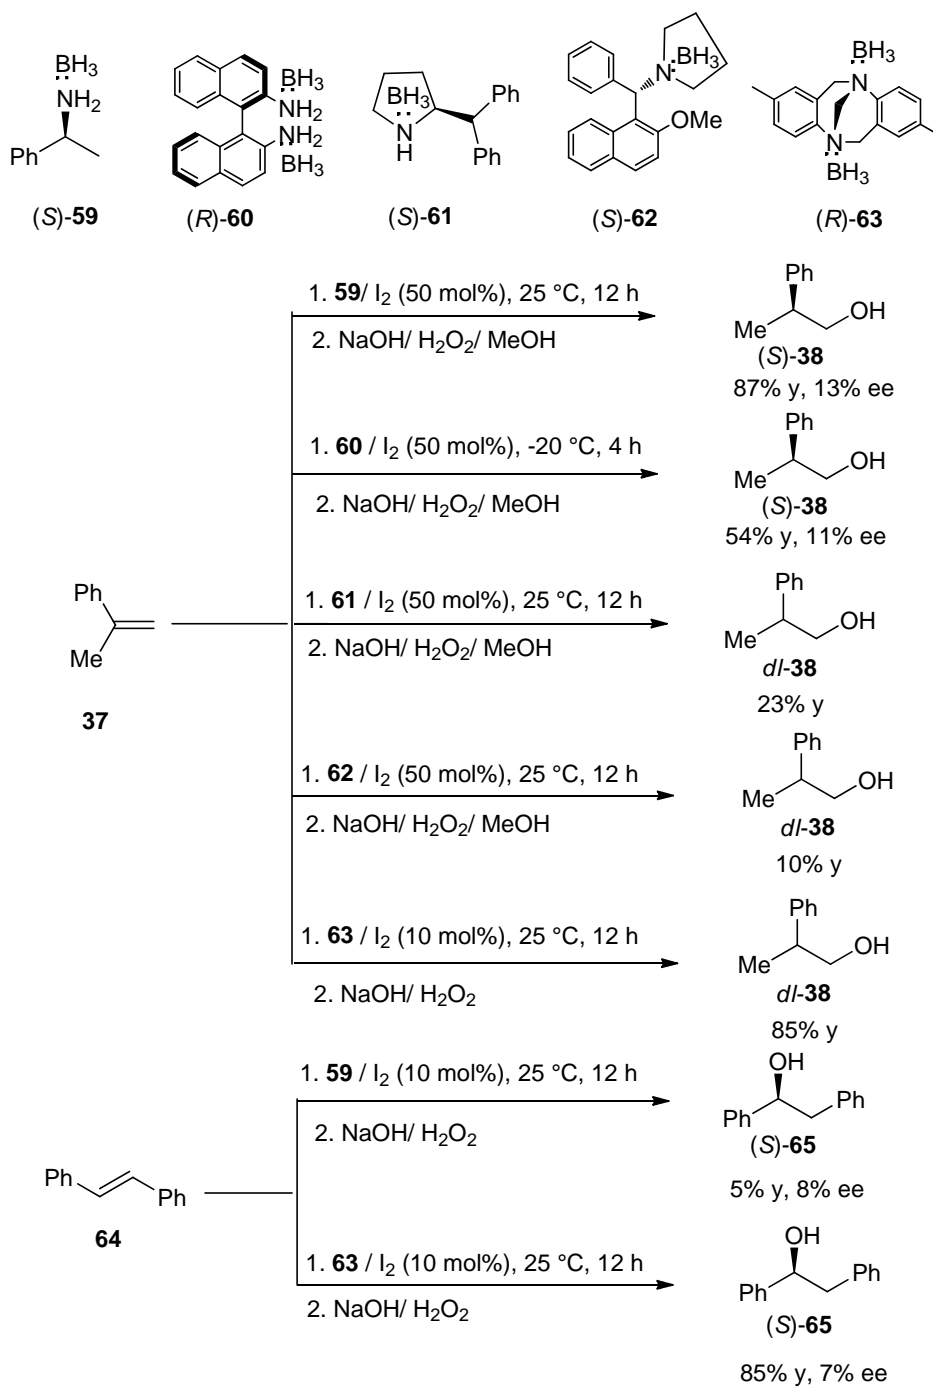 BH3
NH2
Ph
(S)-59
BH3
NH2
NH2
BH3
(R)-60
BH3
N
H
Ph
Ph
(S)-61
N:BH3
OMe
(S)-62
BH3
N
N
BH3
(R)-63
1. 59/ I2 (50 mol%), 25 °C, 12 h
2. NaOH/ H2O2/ MeOH
Ph
Me
OH
(S)-38
87% y, 13% ee
1. 60 / I2 (50 mol%), -20 °C, 4 h
2. NaOH/ H2O2/ MeOH
Ph
Me
OH
(S)-38
54% y, 11% ee
Ph
Me
37
1. 61 / I2 (50 mol%), 25 °C, 12 h
2. NaOH/ H2O2/ MeOH
Ph
Me
OH
dl-38
23% y
1. 62 / I2 (50 mol%), 25 °C, 12h
2. NaOH/ H2O2/ MeOH
Ph
Me
OH
dl-38
10% y
1. 63 / I2 (10 mol%), 25 °C, 12 h
2. NaOH/ H2O2
Ph
Me
OH
dl-38
85% y
Ph
Ph
64
1. 59 / I2 (10 mol%), 25 °C, 12 h
2. NaOH/ H2O2
OH
Ph
Ph
(S)-65
5% y, 8% ee
1. 63 / I2 (10 mol%), 25 °C, 12 h
2. NaOH/ H2O2
OH
Ph
Ph
(S)-65
85% y, 7% ee